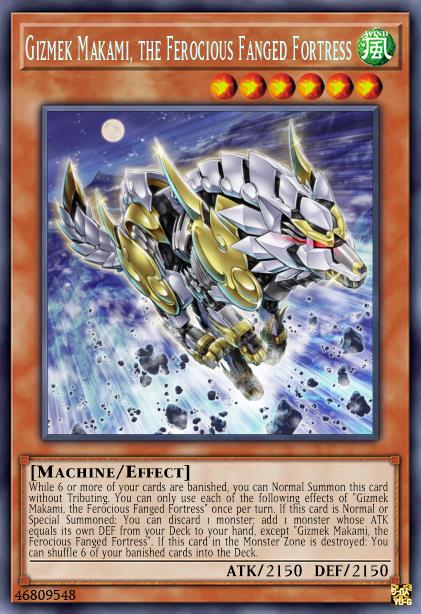 Gizmek Makami, the Ferocious Fanged Fortress
WIND
風
[Machine/Effect]
While 6 or more of your cards are banished, you can Normal Summon this card
without Tributing. You can only use each of the following effects of "Gizmek
Makami, the Ferocious Fanged Fortress" once per turn. If this card is Normal or
Special Summoned: You can discard 1 monster; add 1 monster whose ATK
equals its own DEF from your Deck to your hand, except "Gizmek Makami, the
Ferocious Fanged Fortress". If this card in the Monster Zone is destroyed: You
can shuffle 6 of your banished cards into the Deck.
ATK/2150 DEF/2150
46809548